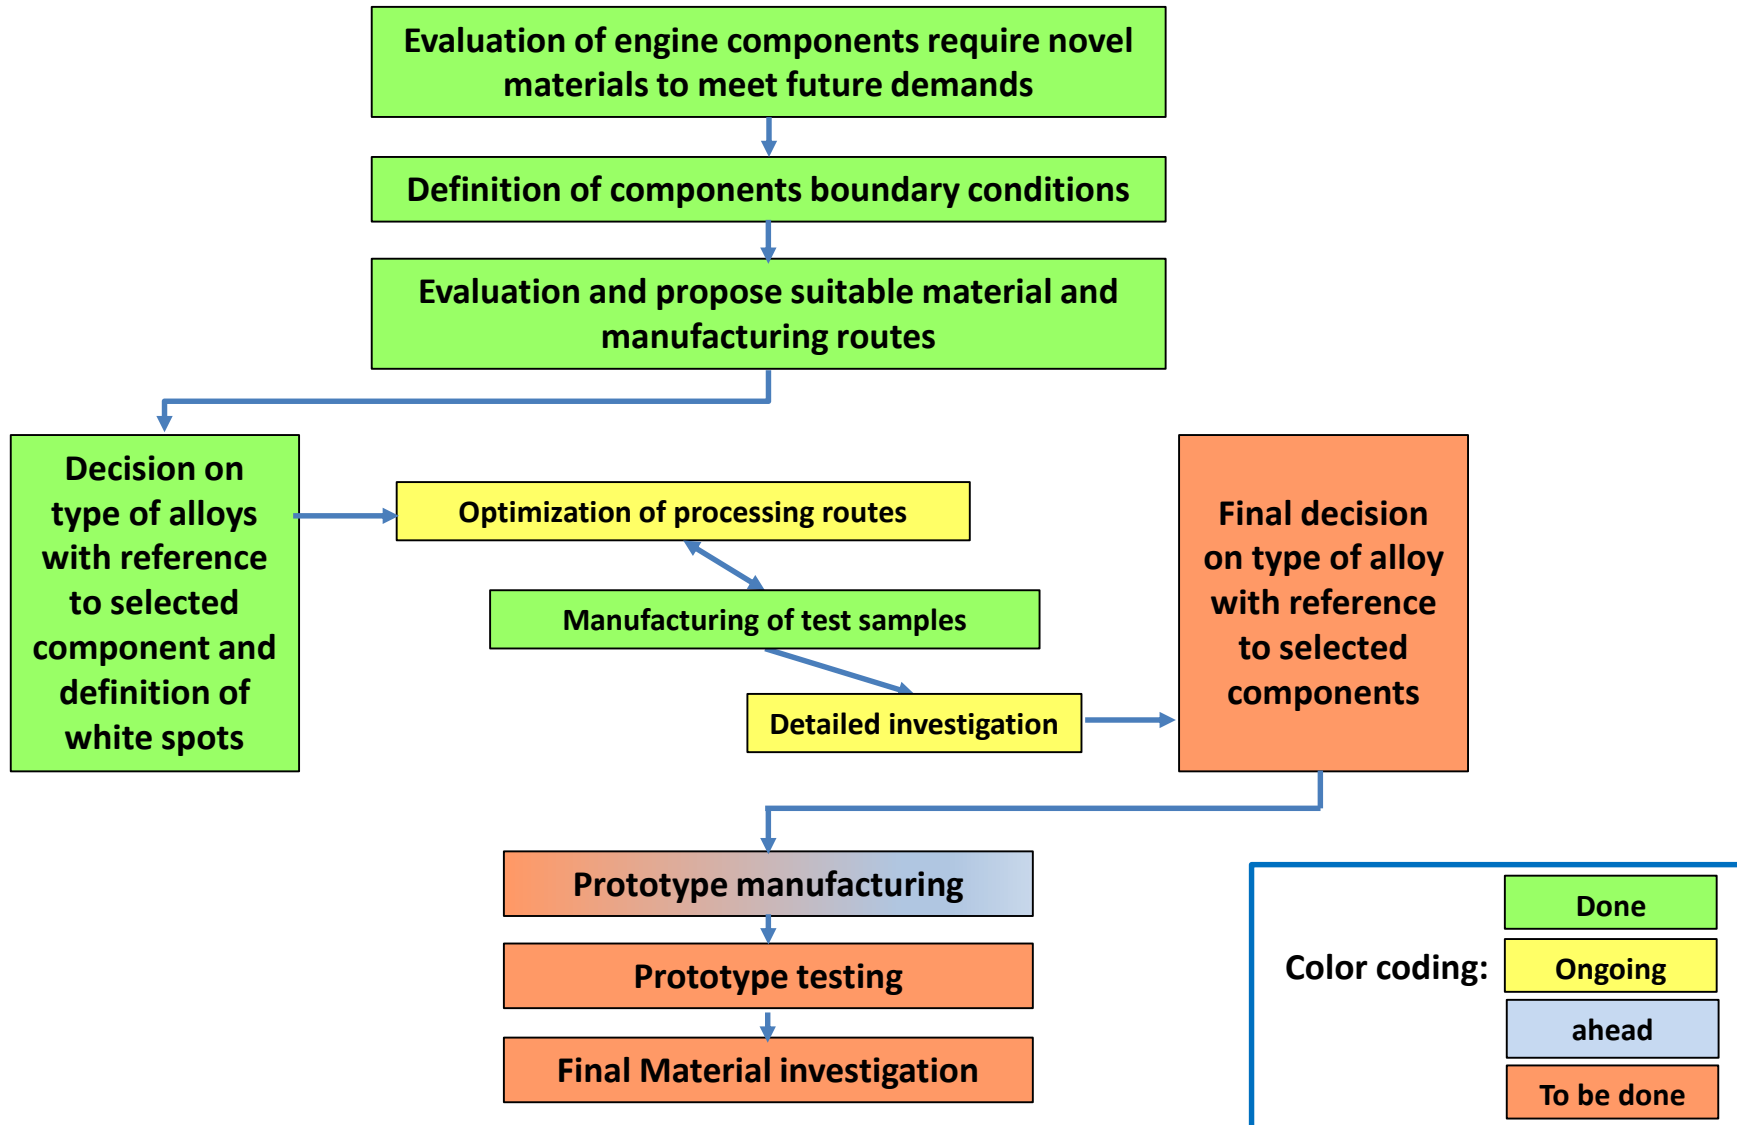 Evaluation of engine components require novel
materials to meet future demands
Definition of components boundary conditions
Evaluation and propose suitable material and
manufacturing routes
Decision on
type of alloys
with reference
to selected
component and
definition of
white spots
Optimization of processing routes
Manufacturing of test samples
Detailed investigation
Final decision
on type of alloy
with reference
to selected
components
Prototype manufacturing
Prototype testing
Final Material investigation
Color coding:
Done
Ongoing
ahead
To be done